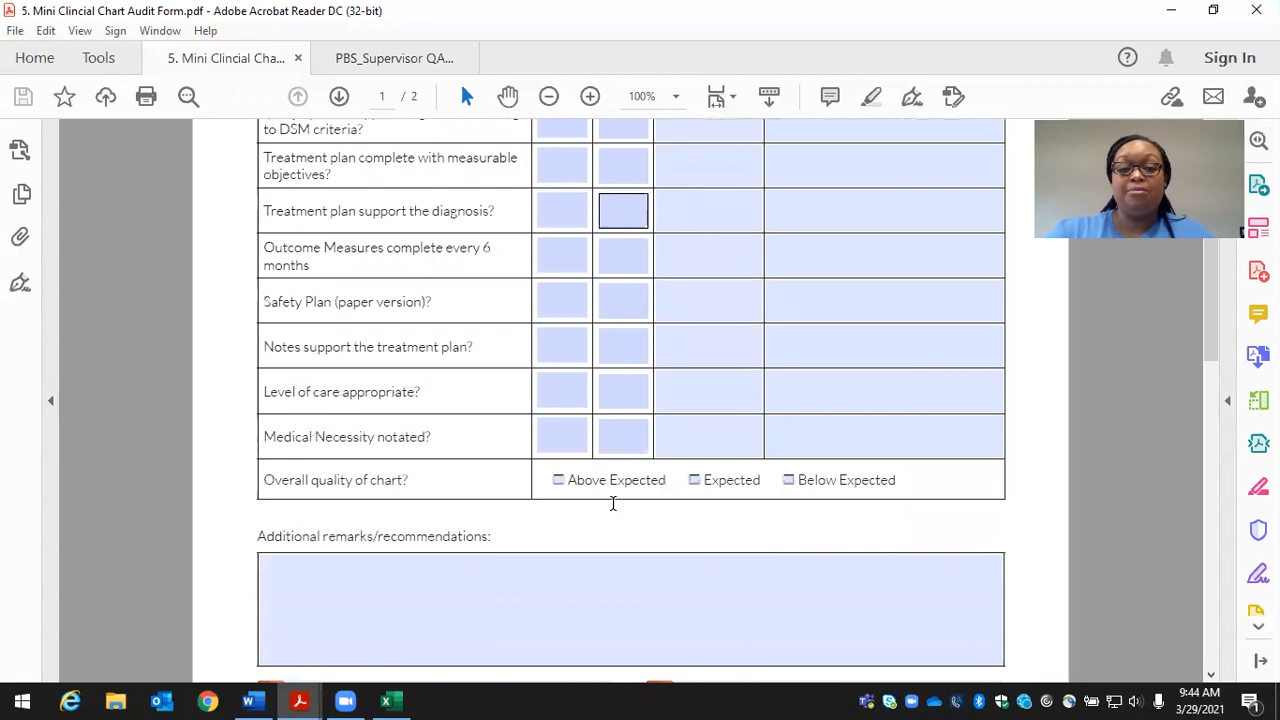 5. Mini Clincial Chart Audit Form.pdf - Adobe Acrobat Reader DC (32-bit)
File Edit View Sign Window Help
Home Tools 5. Mini Clincial Cha... PBS_Supervisor QA... Sign In
1 / 2 100%
to DSM criteria?
Treatment plan complete with measurable
objectives?
Treatment plan support the diagnosis?
Outcome Measures complete every 6
months
Safety Plan (paper version)?
Notes support the treatment plan?
Level of care appropriate?
Medical Necessity notated?
Overall quality of chart? Above Expected Expected Below Expected
Additional remarks/recommendations:
9:44 AM
3/29/2021